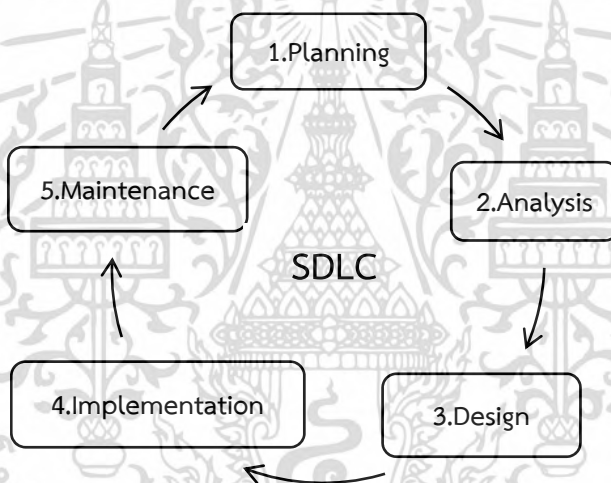 1.Planning
2.Analysis
3.Design
4.Implementation
5.Maintenance
SDLC